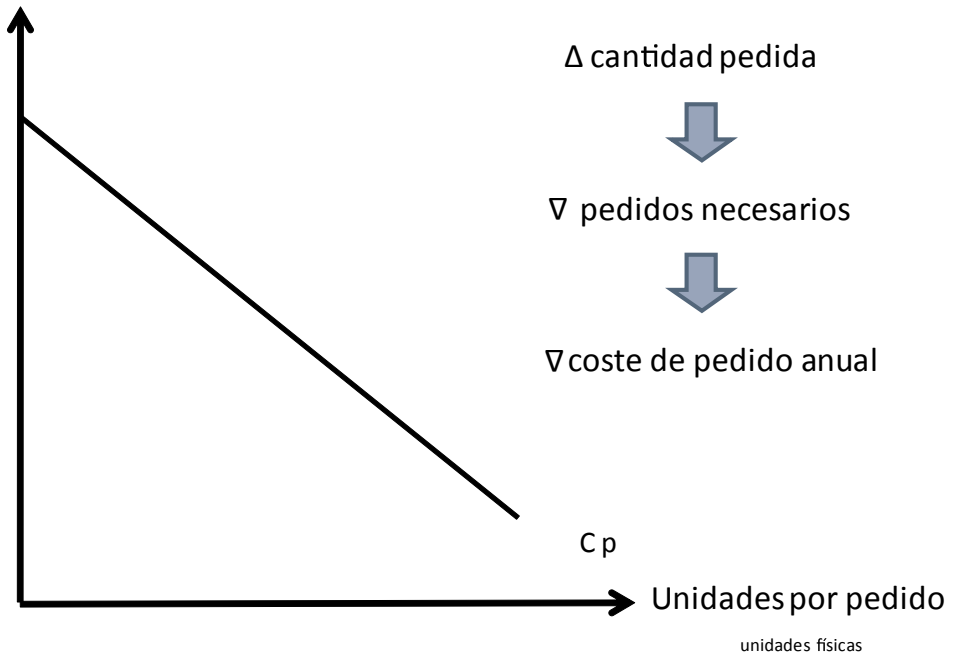 Δ cantidad pedida
∇ pedidos necesarios
∇ coste de pedido anual
C p
Unidades por pedido
unidades físicas